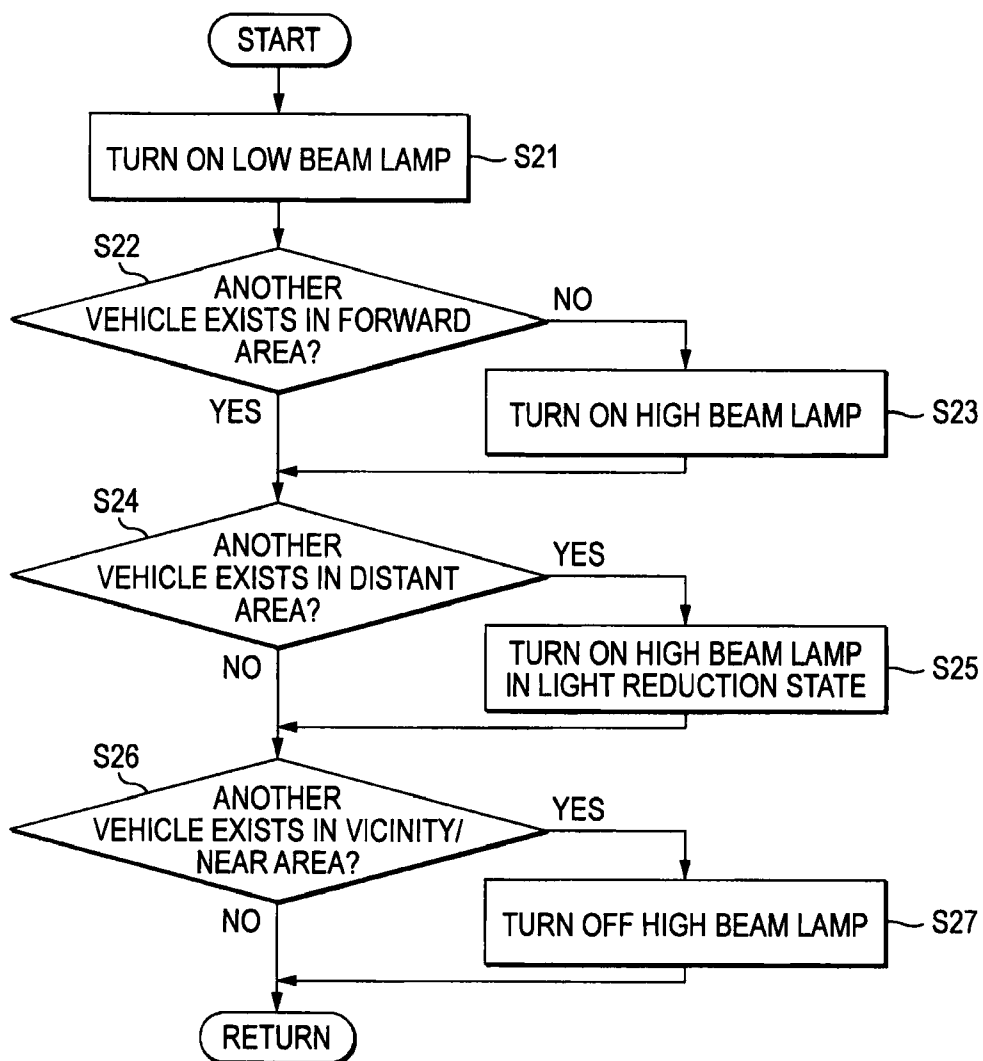 START
TURN ON LOW BEAM LAMP
S21
S22
ANOTHER
VEHICLE EXISTS IN FORWARD
AREA?
NO
YES
TURN ON HIGH BEAM LAMP
S23
S24
ANOTHER
VEHICLE EXISTS IN DISTANT
AREA?
YES
NO
TURN ON HIGH BEAM LAMP
IN LIGHT REDUCTION STATE
S25
S26
ANOTHER
VEHICLE EXISTS IN VICINITY/
NEAR AREA?
YES
NO
TURN OFF HIGH BEAM LAMP
S27
RETURN